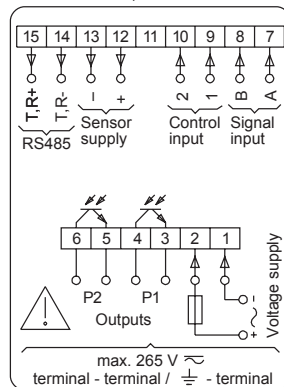 15 14 13 12 11 10 9 8 7
T,R+ T,R- – + 2 1 B A
RS485
Sensor supply
Control input
Signal input
6 5 4 3 2 1
P2 P1
Outputs
- +
Voltage supply
max. 265 V
terminal - terminal / - terminal